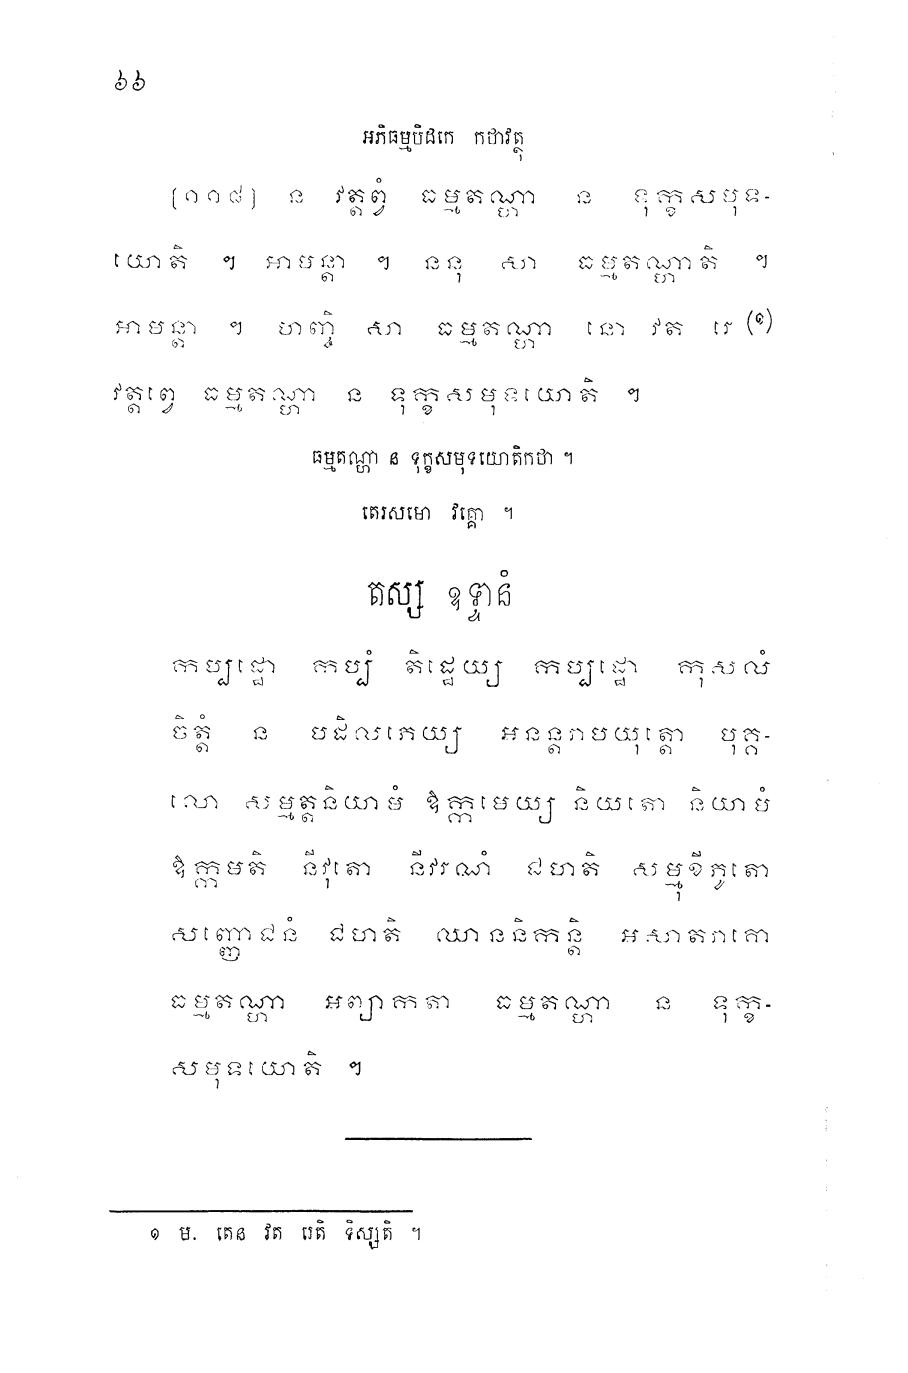 ៦៦
អភិធម្មបិដកេ កថាវត្ថុ
[១១៨] ន វត្តព្វំ ធម្មតណ្ហា ន ទុក្ខសមុទ-
យោតិ ។ អាមន្តា ។ ននុ សា ធម្មតណ្ហាតិ ។
អាមន្តា ។ ហញ្ចិ សា ធម្មតណ្ហា នោ វត រេ (១)
វត្តព្វេ ធម្មតណ្ហា ន ទុក្ខសមុទយោតិ ។
ធម្មតណ្ហា ន ទុក្ខសមុទយោតិកថា ។
តេរសមោ វគ្គោ ។
តស្ស ឧទ្ទានំ
កប្បដ្ឋោ កប្បំ តិដ្ឋេយ្យ កប្បដ្ឋោ កុសលំ
ចិត្តំ ន បដិលភេយ្យ អនន្តរាបយុត្តោ បុគ្គ-
លោ សម្មត្តនិយាមំ ឱក្កមេយ្យ និយតោ និយាមំ
ឱក្កមតិ នីវុតោ នីវរណំ ជហាតិ សម្មុខីភូតោ
សញ្ញោជនំ ជហាតិ ឈាននិកន្តិ អសាតរាគោ
ធម្មតណ្ហា អព្យាកតា ធម្មតណ្ហា ន ទុក្ខ-
សមុទយោតិ ។
១ ម. តេន វត រេតិ ទិស្សតិ ។